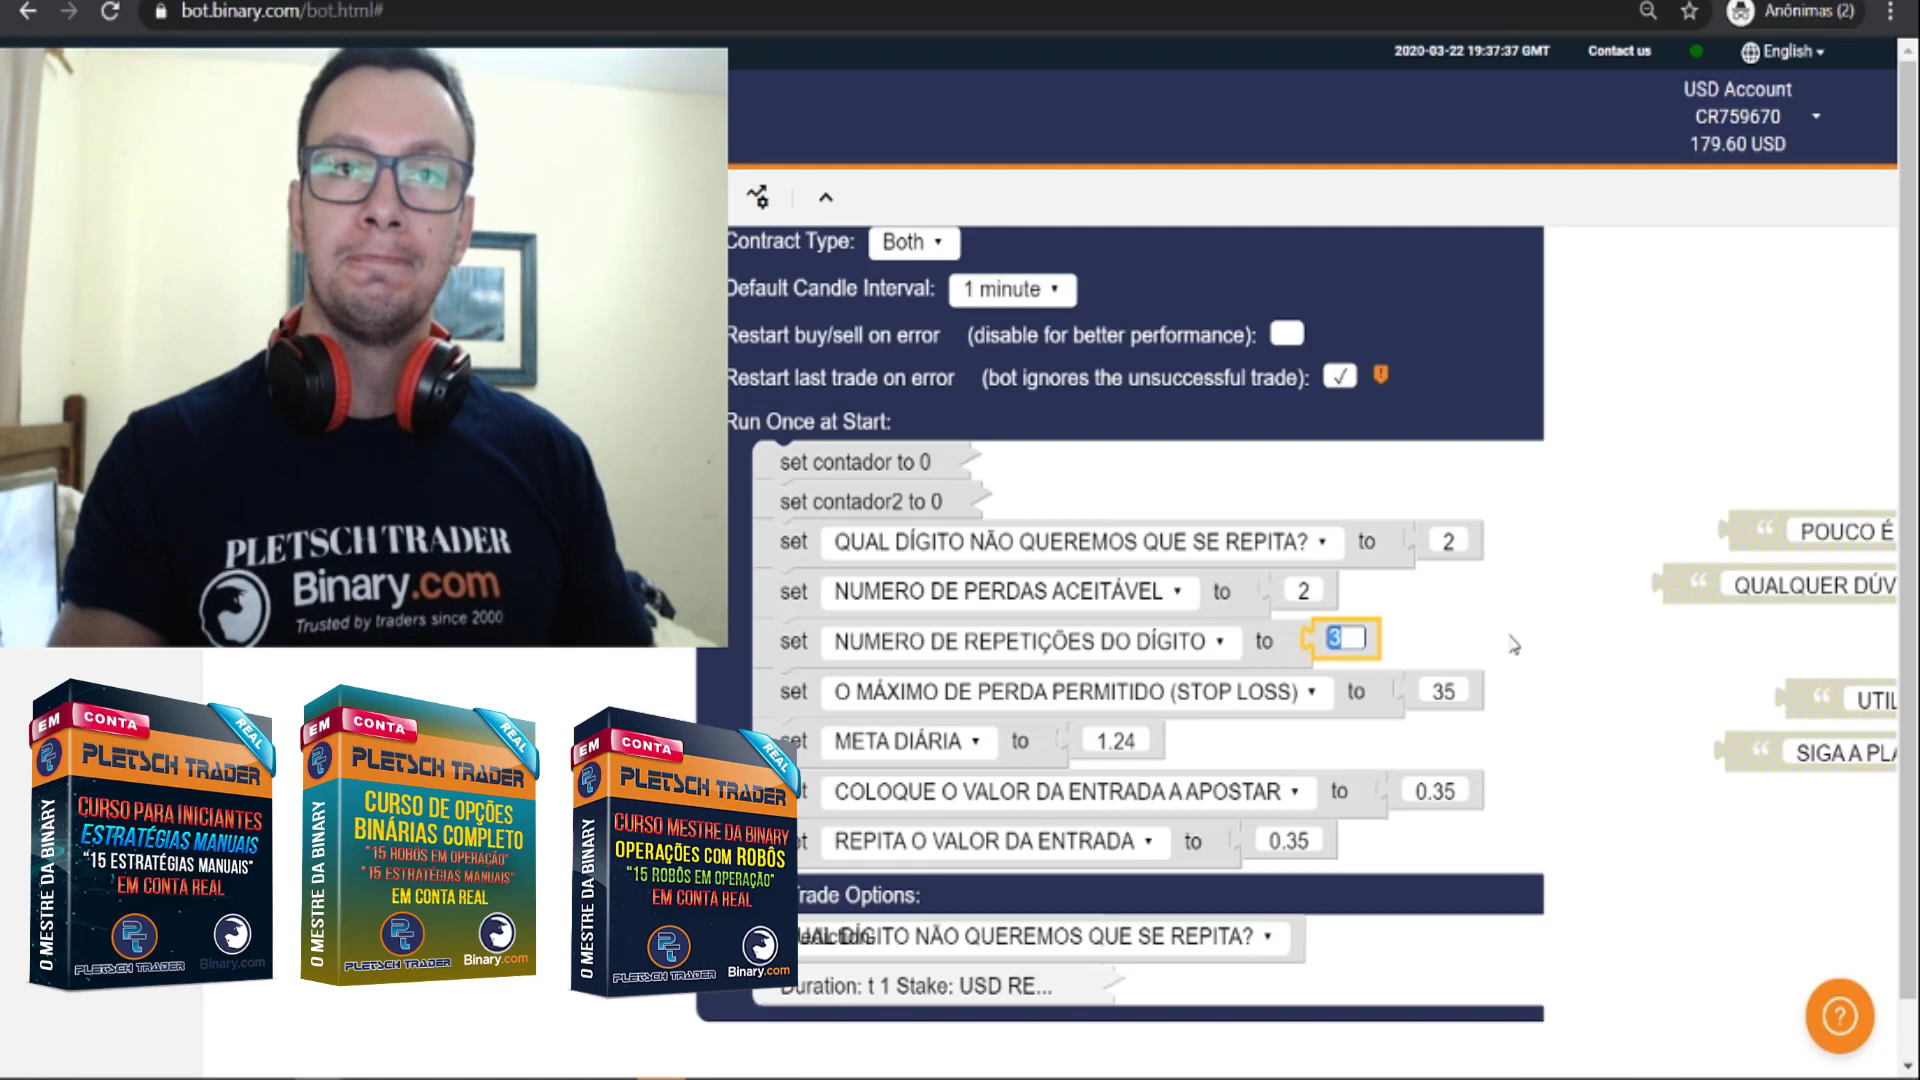 bot.binary.com/bot.html#
Anônimas (2)
2020-03-22 19:37:37 GMT
Contact us
English
USD Account
CR759670
179.60 USD
Contract Type:
Both
Default Candle Interval:
1 minute
Restart buy/sell on error (disable for better performance):
Restart last trade on error (bot ignores the unsuccessful trade):
Run Once at Start:
set contador to 0
set contador2 to 0
set QUAL DÍGITO NÃO QUEREMOS QUE SE REPITA? to 2
set NUMERO DE PERDAS ACEITÁVEL to 2
set NUMERO DE REPETIÇÕES DO DÍGITO to 3
set O MÁXIMO DE PERDA PERMITIDO (STOP LOSS) to 35
set META DIÁRIA to 1.24
COLOQUE O VALOR DA ENTRADA A APOSTAR to 0.35
REPITA O VALOR DA ENTRADA to 0.35
Trade Options:
DÍGITO NÃO QUEREMOS QUE SE REPITA?
Duration: t 1 Stake: USD RE...
POUCO É
QUALQUER DÚV
UTIL
SIGA A PLA
PLETSCH TRADER
Binary.com
Trusted by traders since 2000
EM CONTA REAL
PLETSCH TRADER
O MESTRE DA BINARY
CURSO PARA INICIANTES
ESTRATÉGIAS MANUAIS
"15 ESTRATÉGIAS MANUAIS"
EM CONTA REAL
PLETSCH TRADER
Binary.com
EM CONTA REAL
PLETSCH TRADER
O MESTRE DA BINARY
CURSO DE OPÇÕES
BINÁRIAS COMPLETO
"15 ROBÔS EM OPERAÇÃO"
"15 ESTRATÉGIAS MANUAIS"
EM CONTA REAL
PLETSCH TRADER
Binary.com
EM CONTA REAL
PLETSCH TRADER
O MESTRE DA BINARY
CURSO MESTRE DA BINARY
OPERAÇÕES COM ROBÔS
"15 ROBÔS EM OPERAÇÃO"
EM CONTA REAL
PLETSCH TRADER
Binary.com